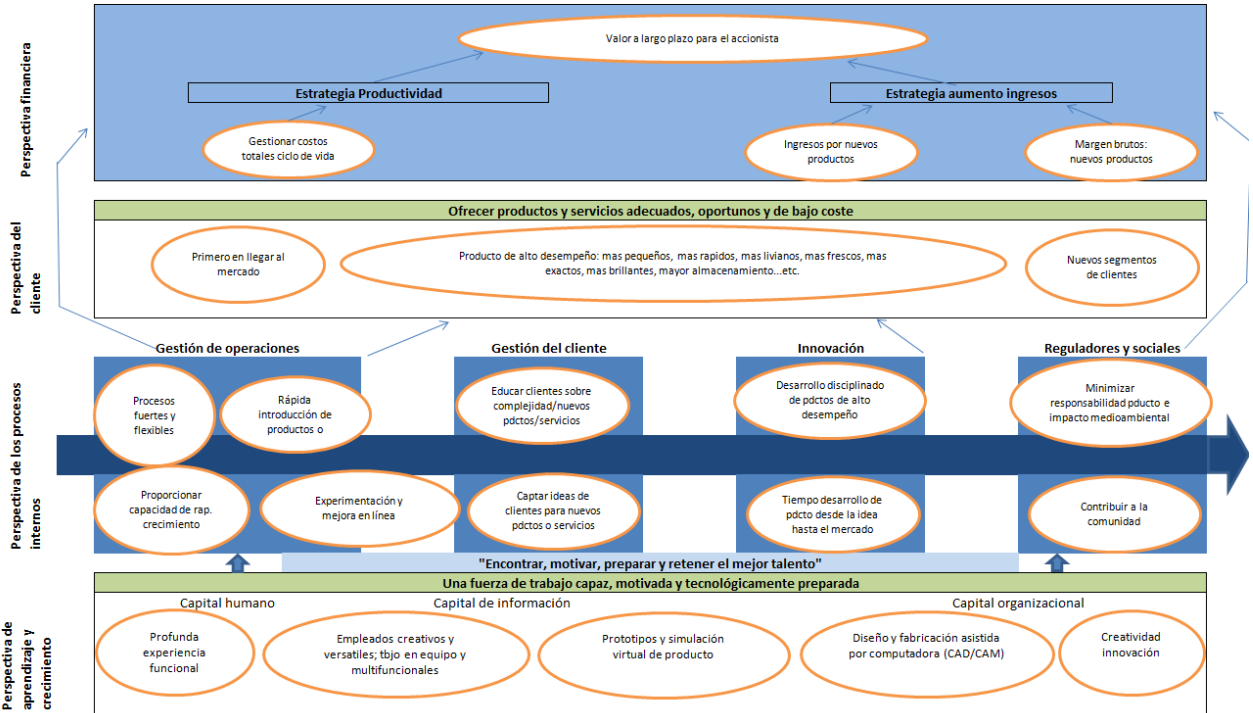 Perspectiva financiera
Valor a largo plazo para el accionista
Estrategia Productividad
Estrategia aumento ingresos
Gestionar costos
totales ciclo de vida
Ingresos por nuevos
productos
Margen brutos:
nuevos productos
Perspectiva del
cliente
Ofrecer productos y servicios adecuados, oportunos y de bajo coste
Primero en llegar al
mercado
Producto de alto desempeño: mas pequeños, mas rapidos, mas livianos, mas frescos, mas
exactos, mas brillantes, mayor almacenamiento...etc.
Nuevos segmentos
de clientes
Perspectiva de los procesos
internos
Gestión de operaciones
Gestión del cliente
Innovación
Reguladores y sociales
Procesos
fuertes y
flexibles
Rápida
introducción de
productos o
Educar clientes sobre
complejidad/nuevos
pdctos/servicios
Desarrollo disciplinado
de pdctos de alto
desempeño
Minimizar
responsabilidad pducto e
impacto medioambiental
Proporcionar
capacidad de rap.
crecimiento
Experimentación y
mejora en línea
Captar ideas de
clientes para nuevos
pdctos o servicios
Tiempo desarrollo de
pdcto desde la idea
hasta el mercado
Contribuir a la
comunidad
"Encontrar, motivar, preparar y retener el mejor talento"
Perspectiva de
aprendizaje y
crecimiento
Una fuerza de trabajo capaz, motivada y tecnológicamente preparada
Capital humano
Capital de información
Capital organizacional
Profunda
experiencia
funcional
Empleados creativos y
versatiles; tbjo en equipo y
multifuncionales
Prototipos y simulación
virtual de producto
Diseño y fabricación asistida
por computadora (CAD/CAM)
Creatividad
innovación